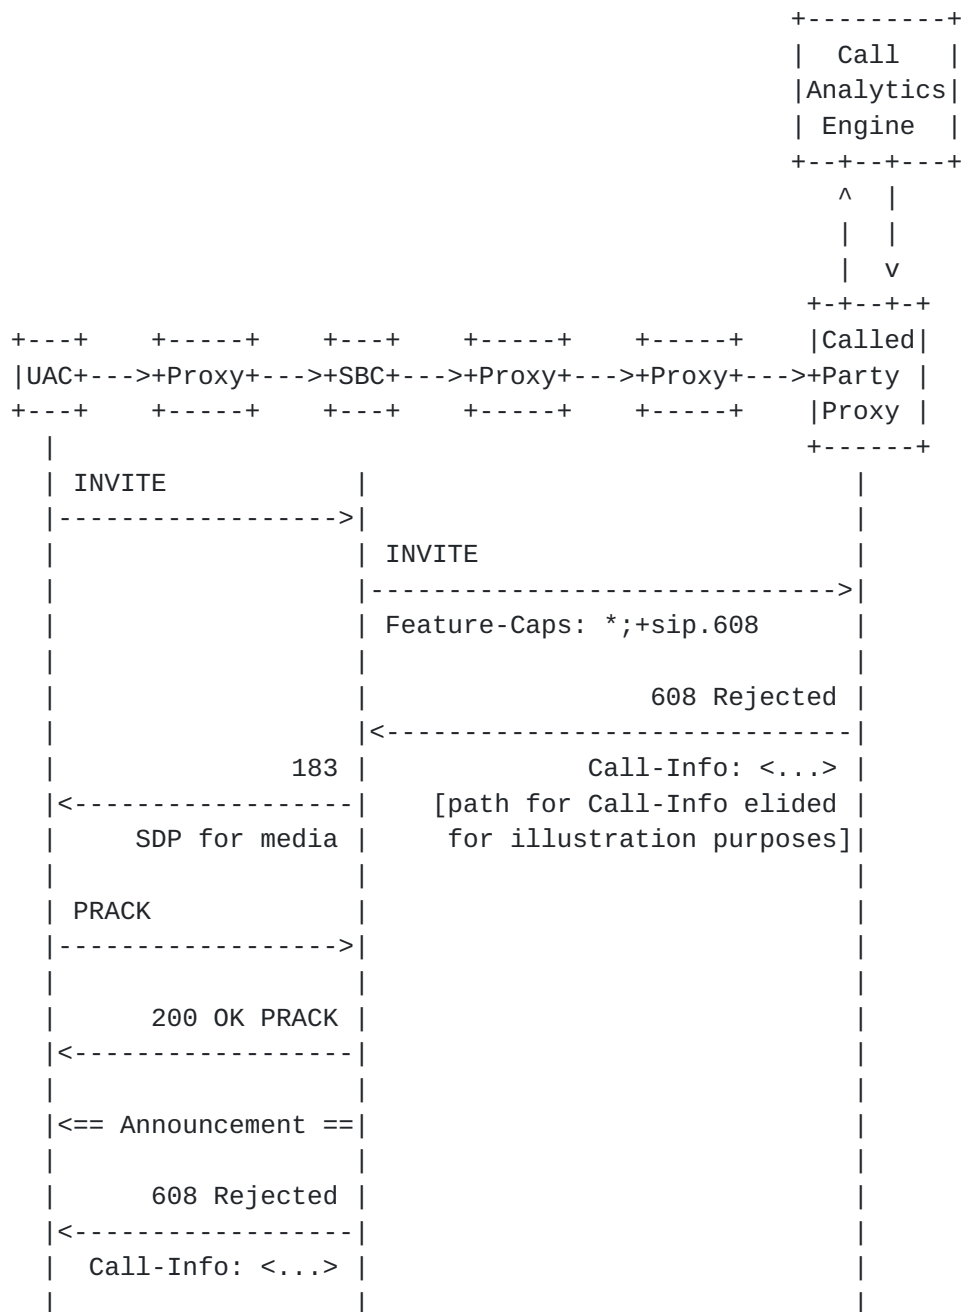 +---------+
                                                  |  Call   |
                                                  |Analytics|
                                                  | Engine  |
                                                  +--+--+---+
                                                     ^  |
                                                     |  |
                                                     |  v
                                                   +-+--+-+
+---+    +-----+    +---+    +-----+    +-----+    |Called|
|UAC+--->+Proxy+--->+SBC+--->+Proxy+--->+Proxy+--->+Party |
+---+    +-----+    +---+    +-----+    +-----+    |Proxy |
  |                                                +------+
  | INVITE            |                               |
  |------------------>|                               |
  |                   | INVITE                        |
  |                   |------------------------------>|
  |                   | Feature-Caps: *;+sip.608      |
  |                   |                               |
  |                   |                  608 Rejected |
  |                   |<------------------------------|
  |               183 |              Call-Info: <...> |
  |<------------------|    [path for Call-Info elided |
  |     SDP for media |     for illustration purposes]|
  |                   |                               |
  | PRACK             |                               |
  |------------------>|                               |
  |                   |                               |
  |      200 OK PRACK |                               |
  |<------------------|                               |
  |                   |                               |
  |<== Announcement ==|                               |
  |                   |                               |
  |      608 Rejected |                               |
  |<------------------|                               |
  |  Call-Info: <...> |                               |
  |                   |                               |